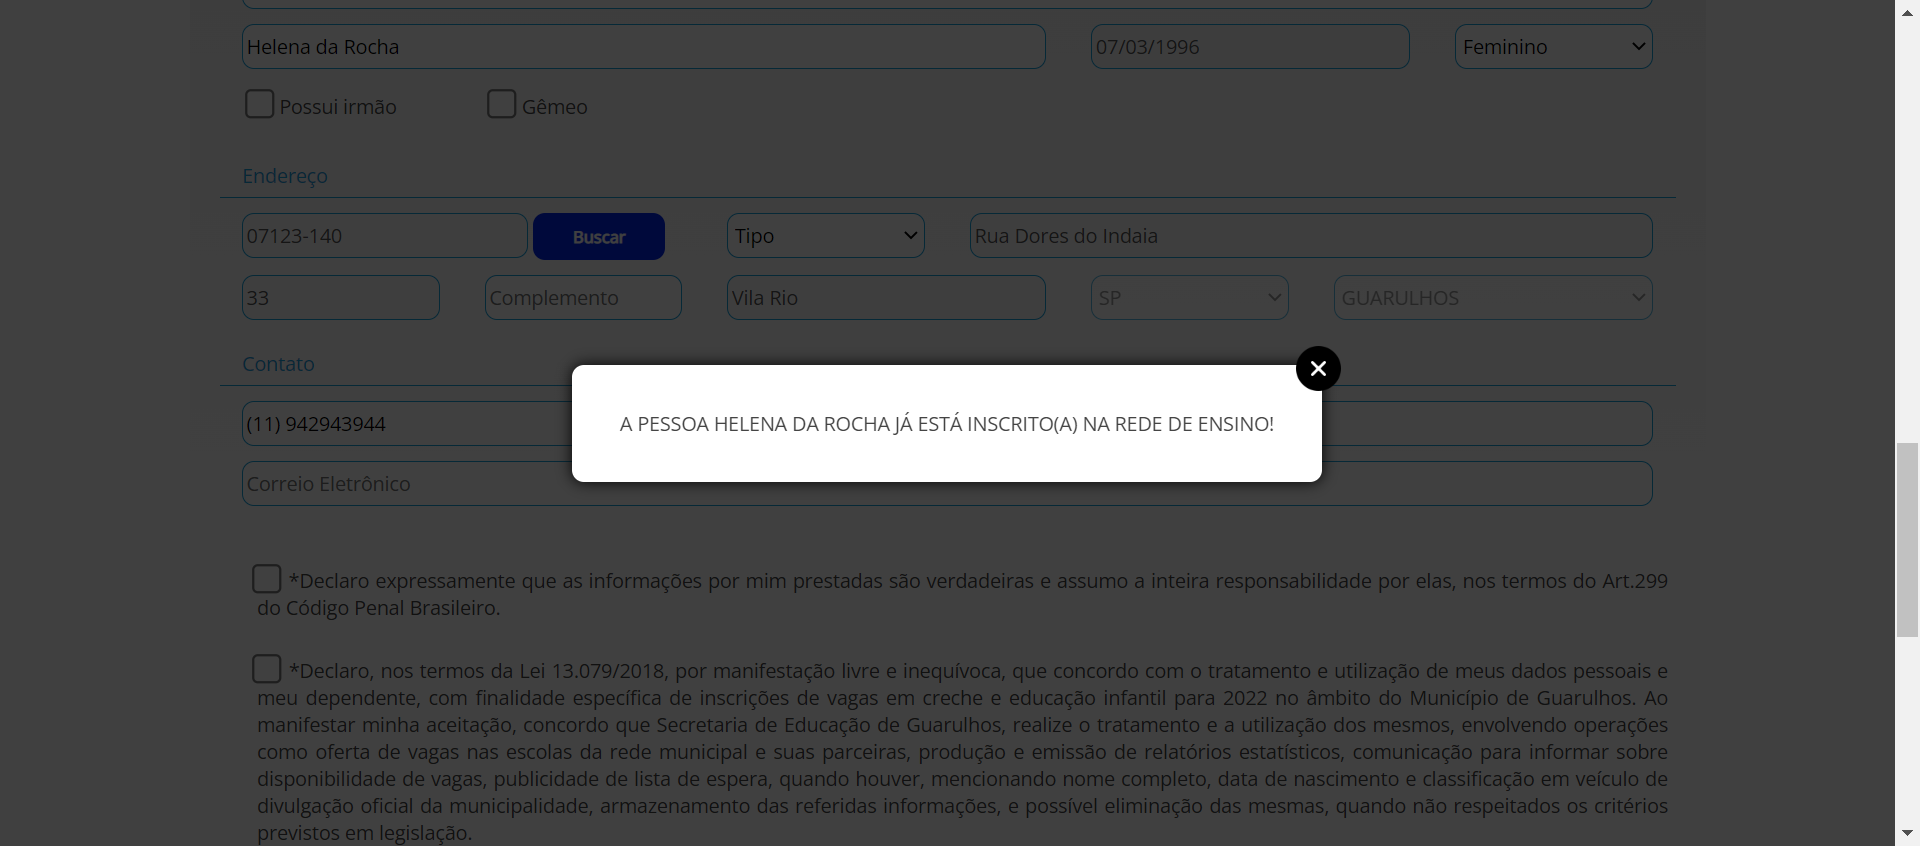 Helena da Rocha 07/03/1996 Feminino
Possui irmão Gêmeo
Endereço
07123-140 Buscar Tipo Rua Dores do Indaia
33 Complemento Vila Rio SP GUARULHOS
Contato
A PESSOA HELENA DA ROCHA JÁ ESTÁ INSCRITO(A) NA REDE DE ENSINO!
(11) 942943944
Correio Eletrônico
*Declaro expressamente que as informações por mim prestadas são verdadeiras e assumo a inteira responsabilidade por elas, nos termos do Art.299
do Código Penal Brasileiro.
*Declaro, nos termos da Lei 13.079/2018, por manifestação livre e inequívoca, que concordo com o tratamento e utilização de meus dados pessoais e
meu dependente, com finalidade específica de inscrições de vagas em creche e educação infantil para 2022 no âmbito do Município de Guarulhos. Ao
manifestar minha aceitação, concordo que Secretaria de Educação de Guarulhos, realize o tratamento e a utilização dos mesmos, envolvendo operações
como oferta de vagas nas escolas da rede municipal e suas parceiras, produção e emissão de relatórios estatísticos, comunicação para informar sobre
disponibilidade de vagas, publicidade de lista de espera, quando houver, mencionando nome completo, data de nascimento e classificação em veículo de
divulgação oficial da municipalidade, armazenamento das referidas informações, e possível eliminação das mesmas, quando não respeitados os critérios
previstos em legislação.